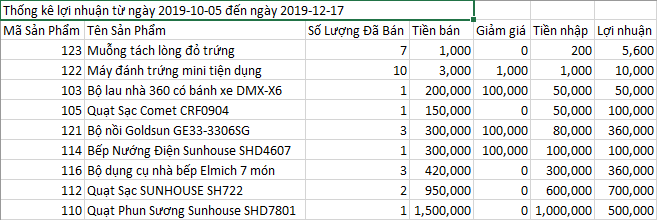 Thống kê lợi nhuận từ ngày 2019-10-05 đến ngày 2019-12-17
Mã Sản Phẩm Tên Sản Phẩm Số Lượng Đã Bán Tiền bán Giảm giá Tiền nhập Lợi nhuận
123 Muỗng tách lòng đỏ trứng 7 1,000 0 200 5,600
122 Máy đánh trứng mini tiện dụng 10 3,000 1,000 1,000 10,000
103 Bộ lau nhà 360 có bánh xe DMX-X6 1 200,000 100,000 50,000 50,000
105 Quạt Sạc Comet CRF0904 1 150,000 0 50,000 100,000
121 Bộ nồi Goldsun GE33-3306SG 3 300,000 100,000 80,000 360,000
114 Bếp Nướng Điện Sunhouse SHD4607 1 300,000 100,000 100,000 100,000
116 Bộ dụng cụ nhà bếp Elmich 7 món 3 420,000 0 300,000 360,000
112 Quạt Sạc SUNHOUSE SH722 2 950,000 0 600,000 700,000
110 Quạt Phun Sương Sunhouse SHD7801 1 1,500,000 0 1,000,000 500,000